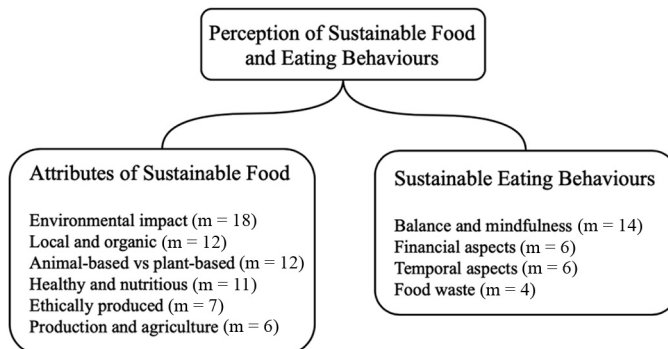 Perception of Sustainable Food
and Eating Behaviours
Attributes of Sustainable Food
Environmental impact (m = 18)
Local and organic (m = 12)
Animal-based vs plant-based (m = 12)
Healthy and nutritious (m = 11)
Ethically produced (m = 7)
Production and agriculture (m = 6)
Sustainable Eating Behaviours
Balance and mindfulness (m = 14)
Financial aspects (m = 6)
Temporal aspects (m = 6)
Food waste (m = 4)